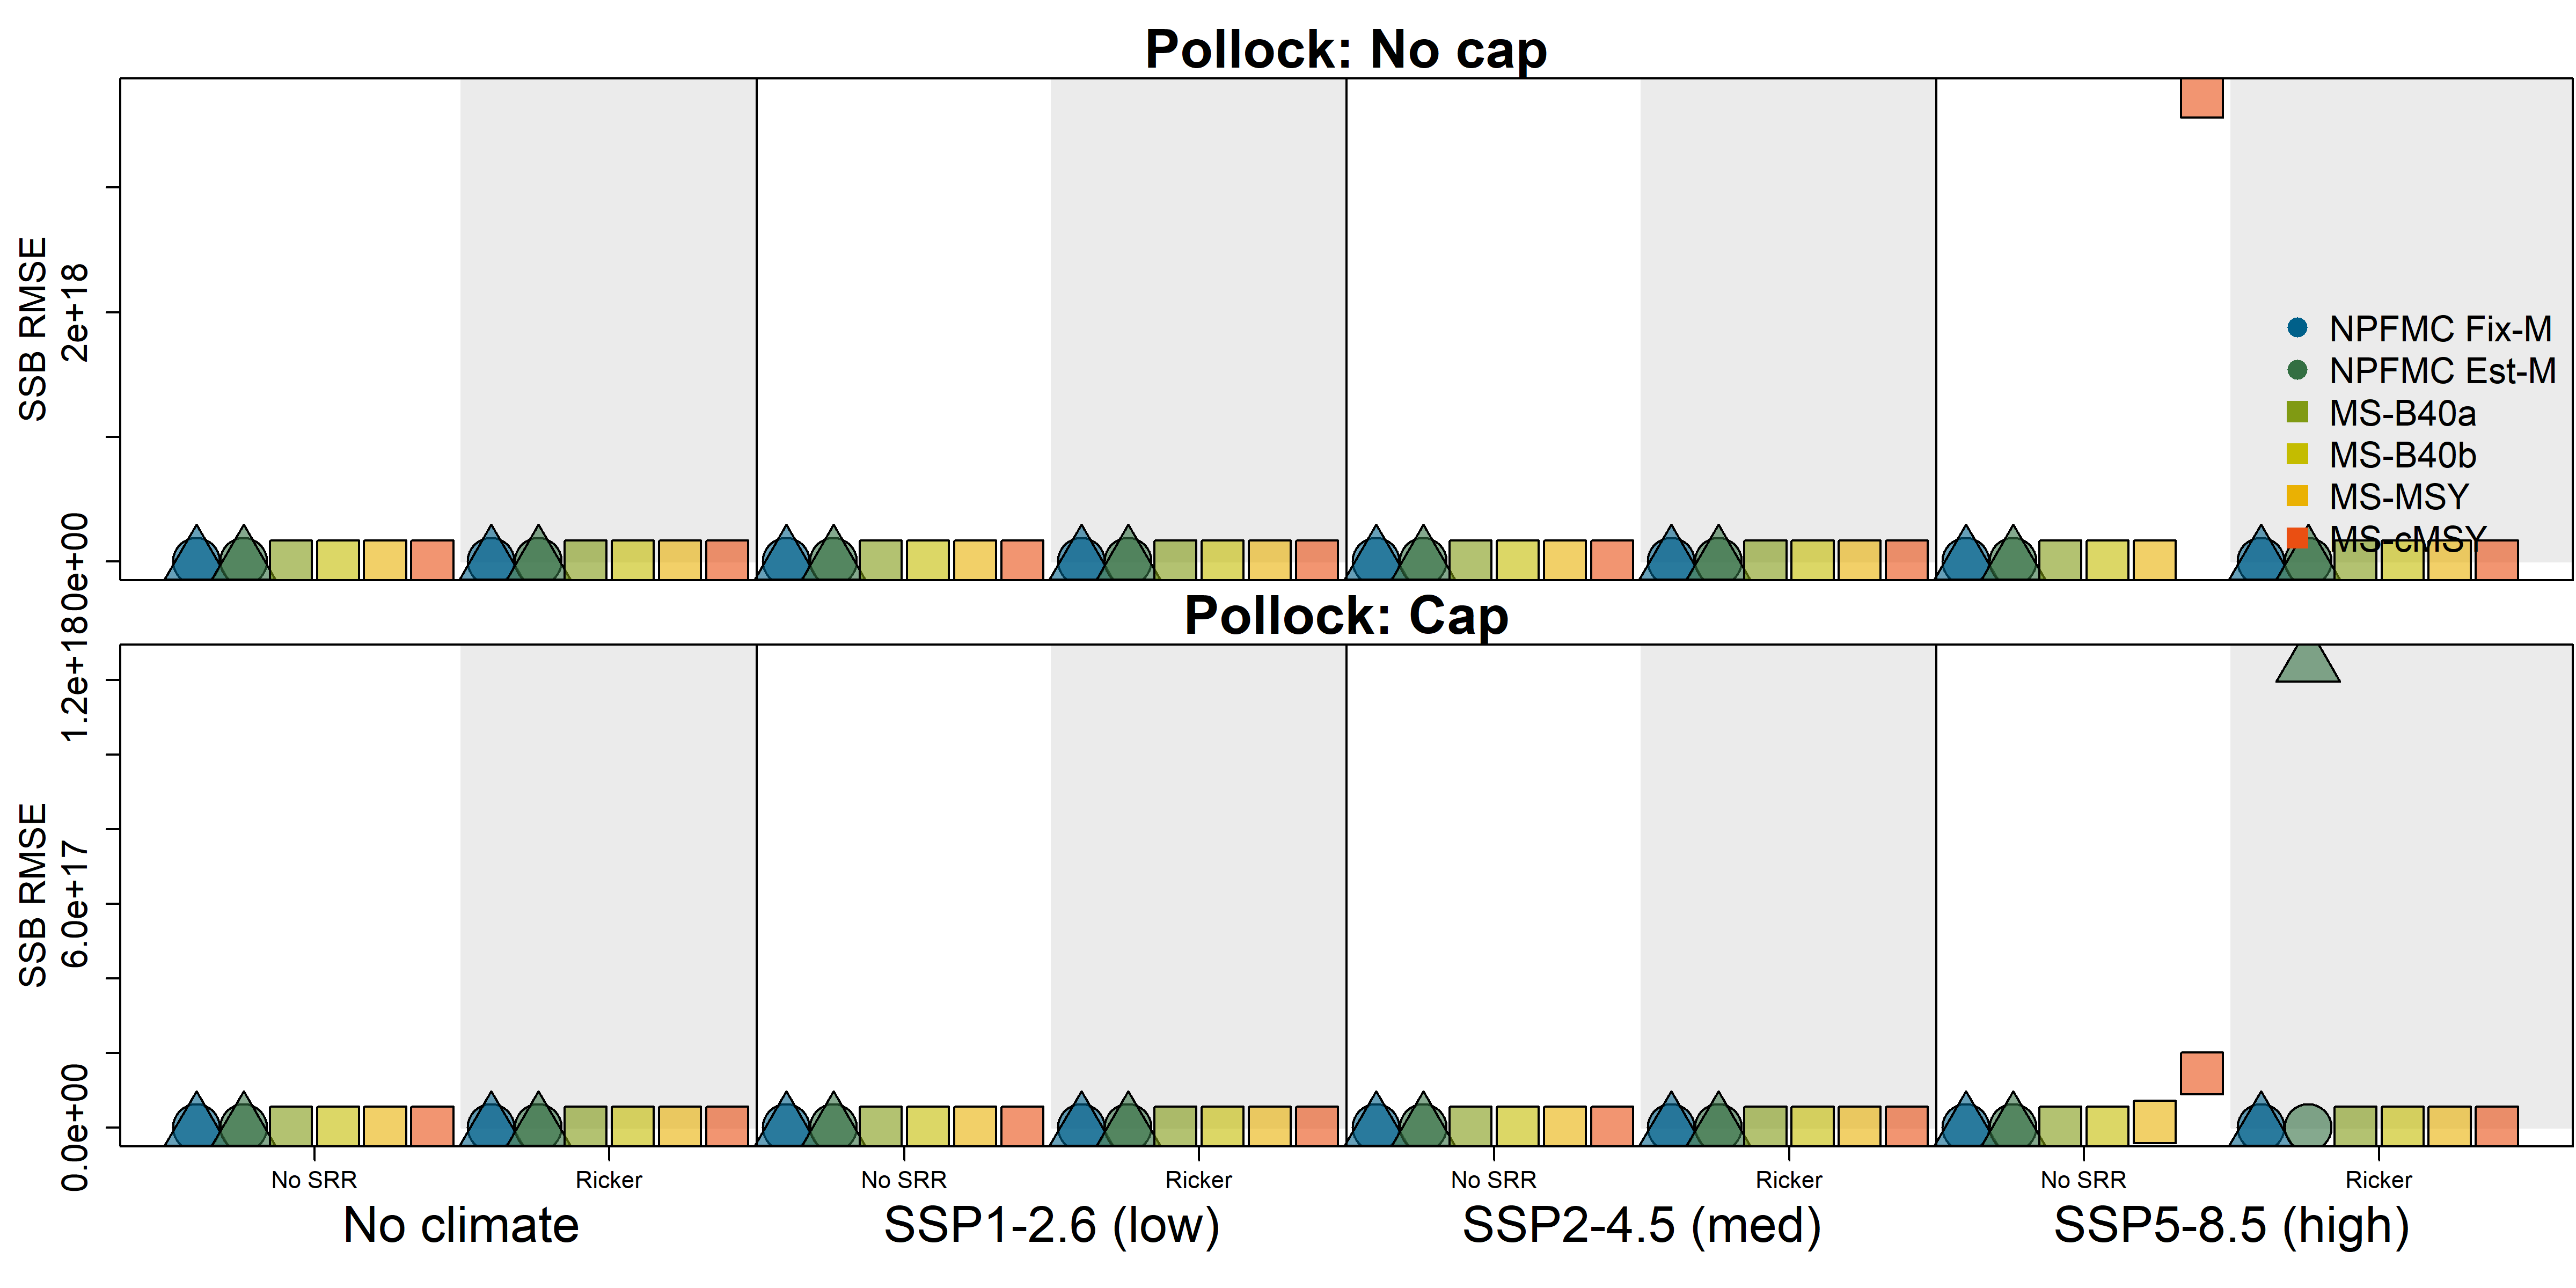 Pollock: No cap
SSB RMSE
2e+18
0e+00
NPFMC Fix-M
NPFMC Est-M
MS-B40a
MS-B40b
MS-MSY
MS-cMSY
Pollock: Cap
SSB RMSE
1.2e+18
6.0e+17
0.0e+00
No SRR Ricker No SRR Ricker No SRR Ricker No SRR Ricker
No climate SSP1-2.6 (low) SSP2-4.5 (med) SSP5-8.5 (high)